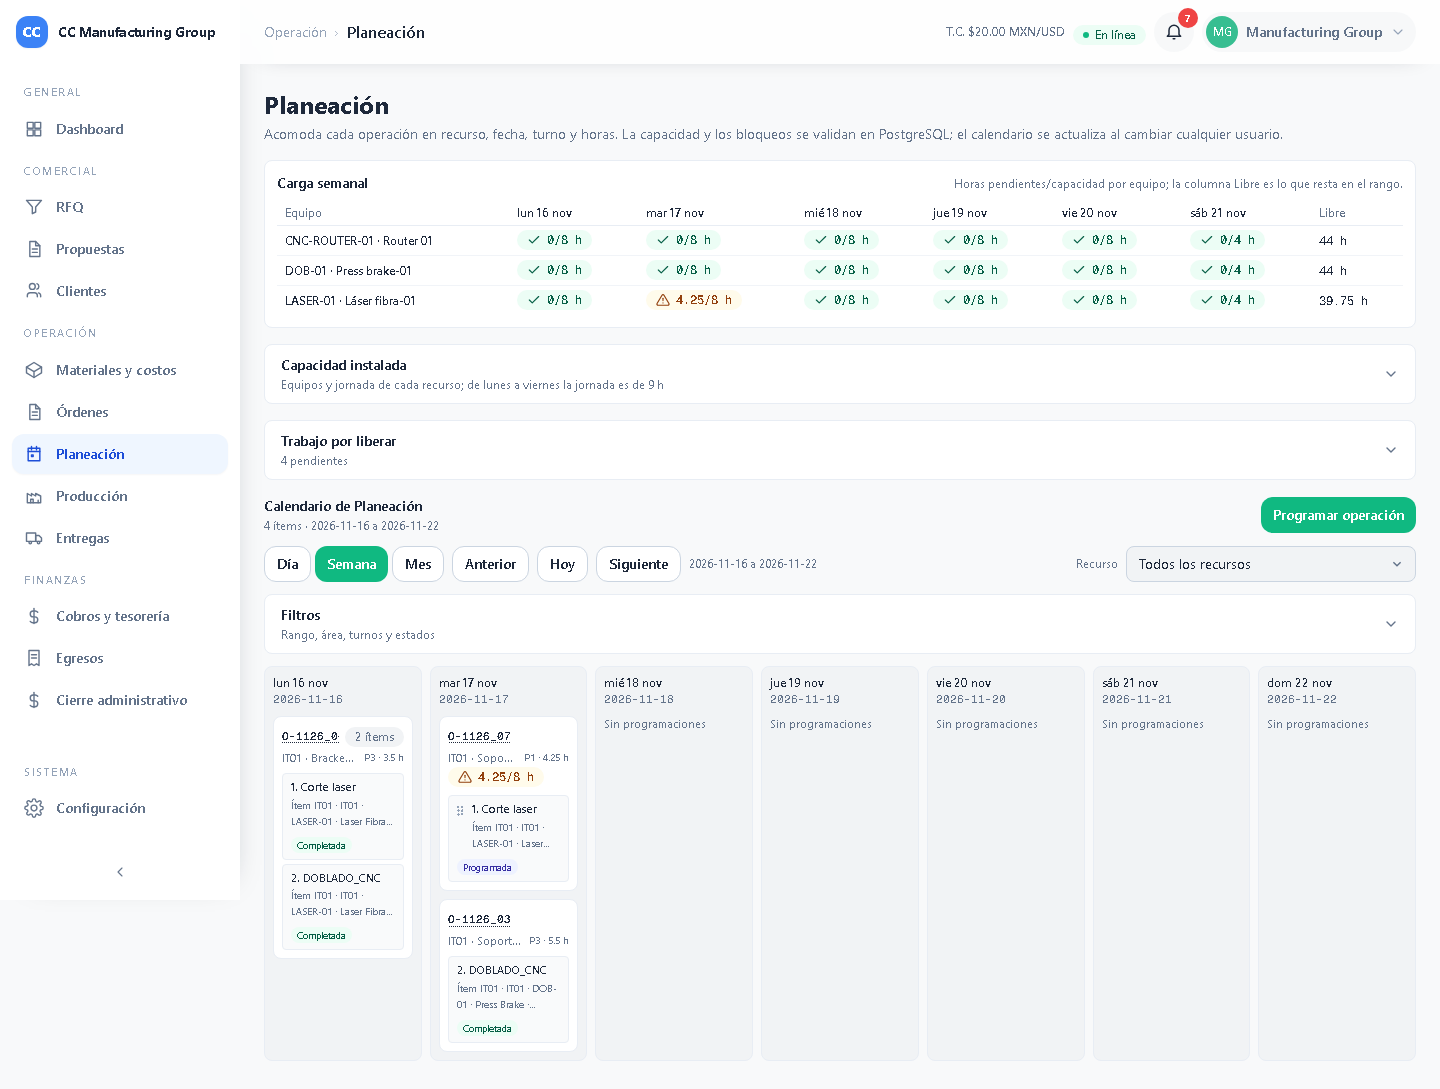 CC CC Manufacturing Group
Operación › Planeación
T.C. $20.00 MXN/USD
En línea
7
MG Manufacturing Group
GENERAL
Dashboard
COMERCIAL
RFQ
Propuestas
Clientes
OPERACIÓN
Materiales y costos
Órdenes
Planeación
Producción
Entregas
FINANZAS
Cobros y tesorería
Egresos
Cierre administrativo
SISTEMA
Configuración
Planeación
Acomoda cada operación en recurso, fecha, turno y horas. La capacidad y los bloqueos se validan en PostgreSQL; el calendario se actualiza al cambiar cualquier usuario.
Carga semanal
Horas pendientes/capacidad por equipo; la columna Libre es lo que resta en el rango.
Equipo lun 16 nov mar 17 nov mié 18 nov jue 19 nov vie 20 nov sáb 21 nov Libre
CNC-ROUTER-01 · Router 01 0/8 h 0/8 h 0/8 h 0/8 h 0/8 h 0/4 h 44 h
DOB-01 · Press brake-01 0/8 h 0/8 h 0/8 h 0/8 h 0/8 h 0/4 h 44 h
LASER-01 · Láser fibra-01 0/8 h 4.25/8 h 0/8 h 0/8 h 0/8 h 0/4 h 39.75 h
Capacidad instalada
Equipos y jornada de cada recurso; de lunes a viernes la jornada es de 9 h
Trabajo por liberar
4 pendientes
Calendario de Planeación
4 ítems · 2026-11-16 a 2026-11-22
Programar operación
Día Semana Mes Anterior Hoy Siguiente 2026-11-16 a 2026-11-22
Recurso Todos los recursos
Filtros
Rango, área, turnos y estados
lun 16 nov
2026-11-16
O-1126_0 2 ítems
IT01 · Bracke... P3 · 3.5 h
1. Corte laser
Ítem IT01 · IT01 ·
LASER-01 · Laser Fibra...
Completada
2. DOBLADO_CNC
Ítem IT01 · IT01 ·
LASER-01 · Laser Fibra...
Completada
mar 17 nov
2026-11-17
O-1126_07
IT01 · Sopo... P1 · 4.25 h
4.25/8 h
1. Corte laser
Ítem IT01 · IT01 ·
LASER-01 · Laser...
Programada
O-1126_03
IT01 · Soport... P3 · 5.5 h
2. DOBLADO_CNC
Ítem IT01 · IT01 · DOB-
01 · Press Brake ·...
Completada
mié 18 nov
2026-11-18
Sin programaciones
jue 19 nov
2026-11-19
Sin programaciones
vie 20 nov
2026-11-20
Sin programaciones
sáb 21 nov
2026-11-21
Sin programaciones
dom 22 nov
2026-11-22
Sin programaciones